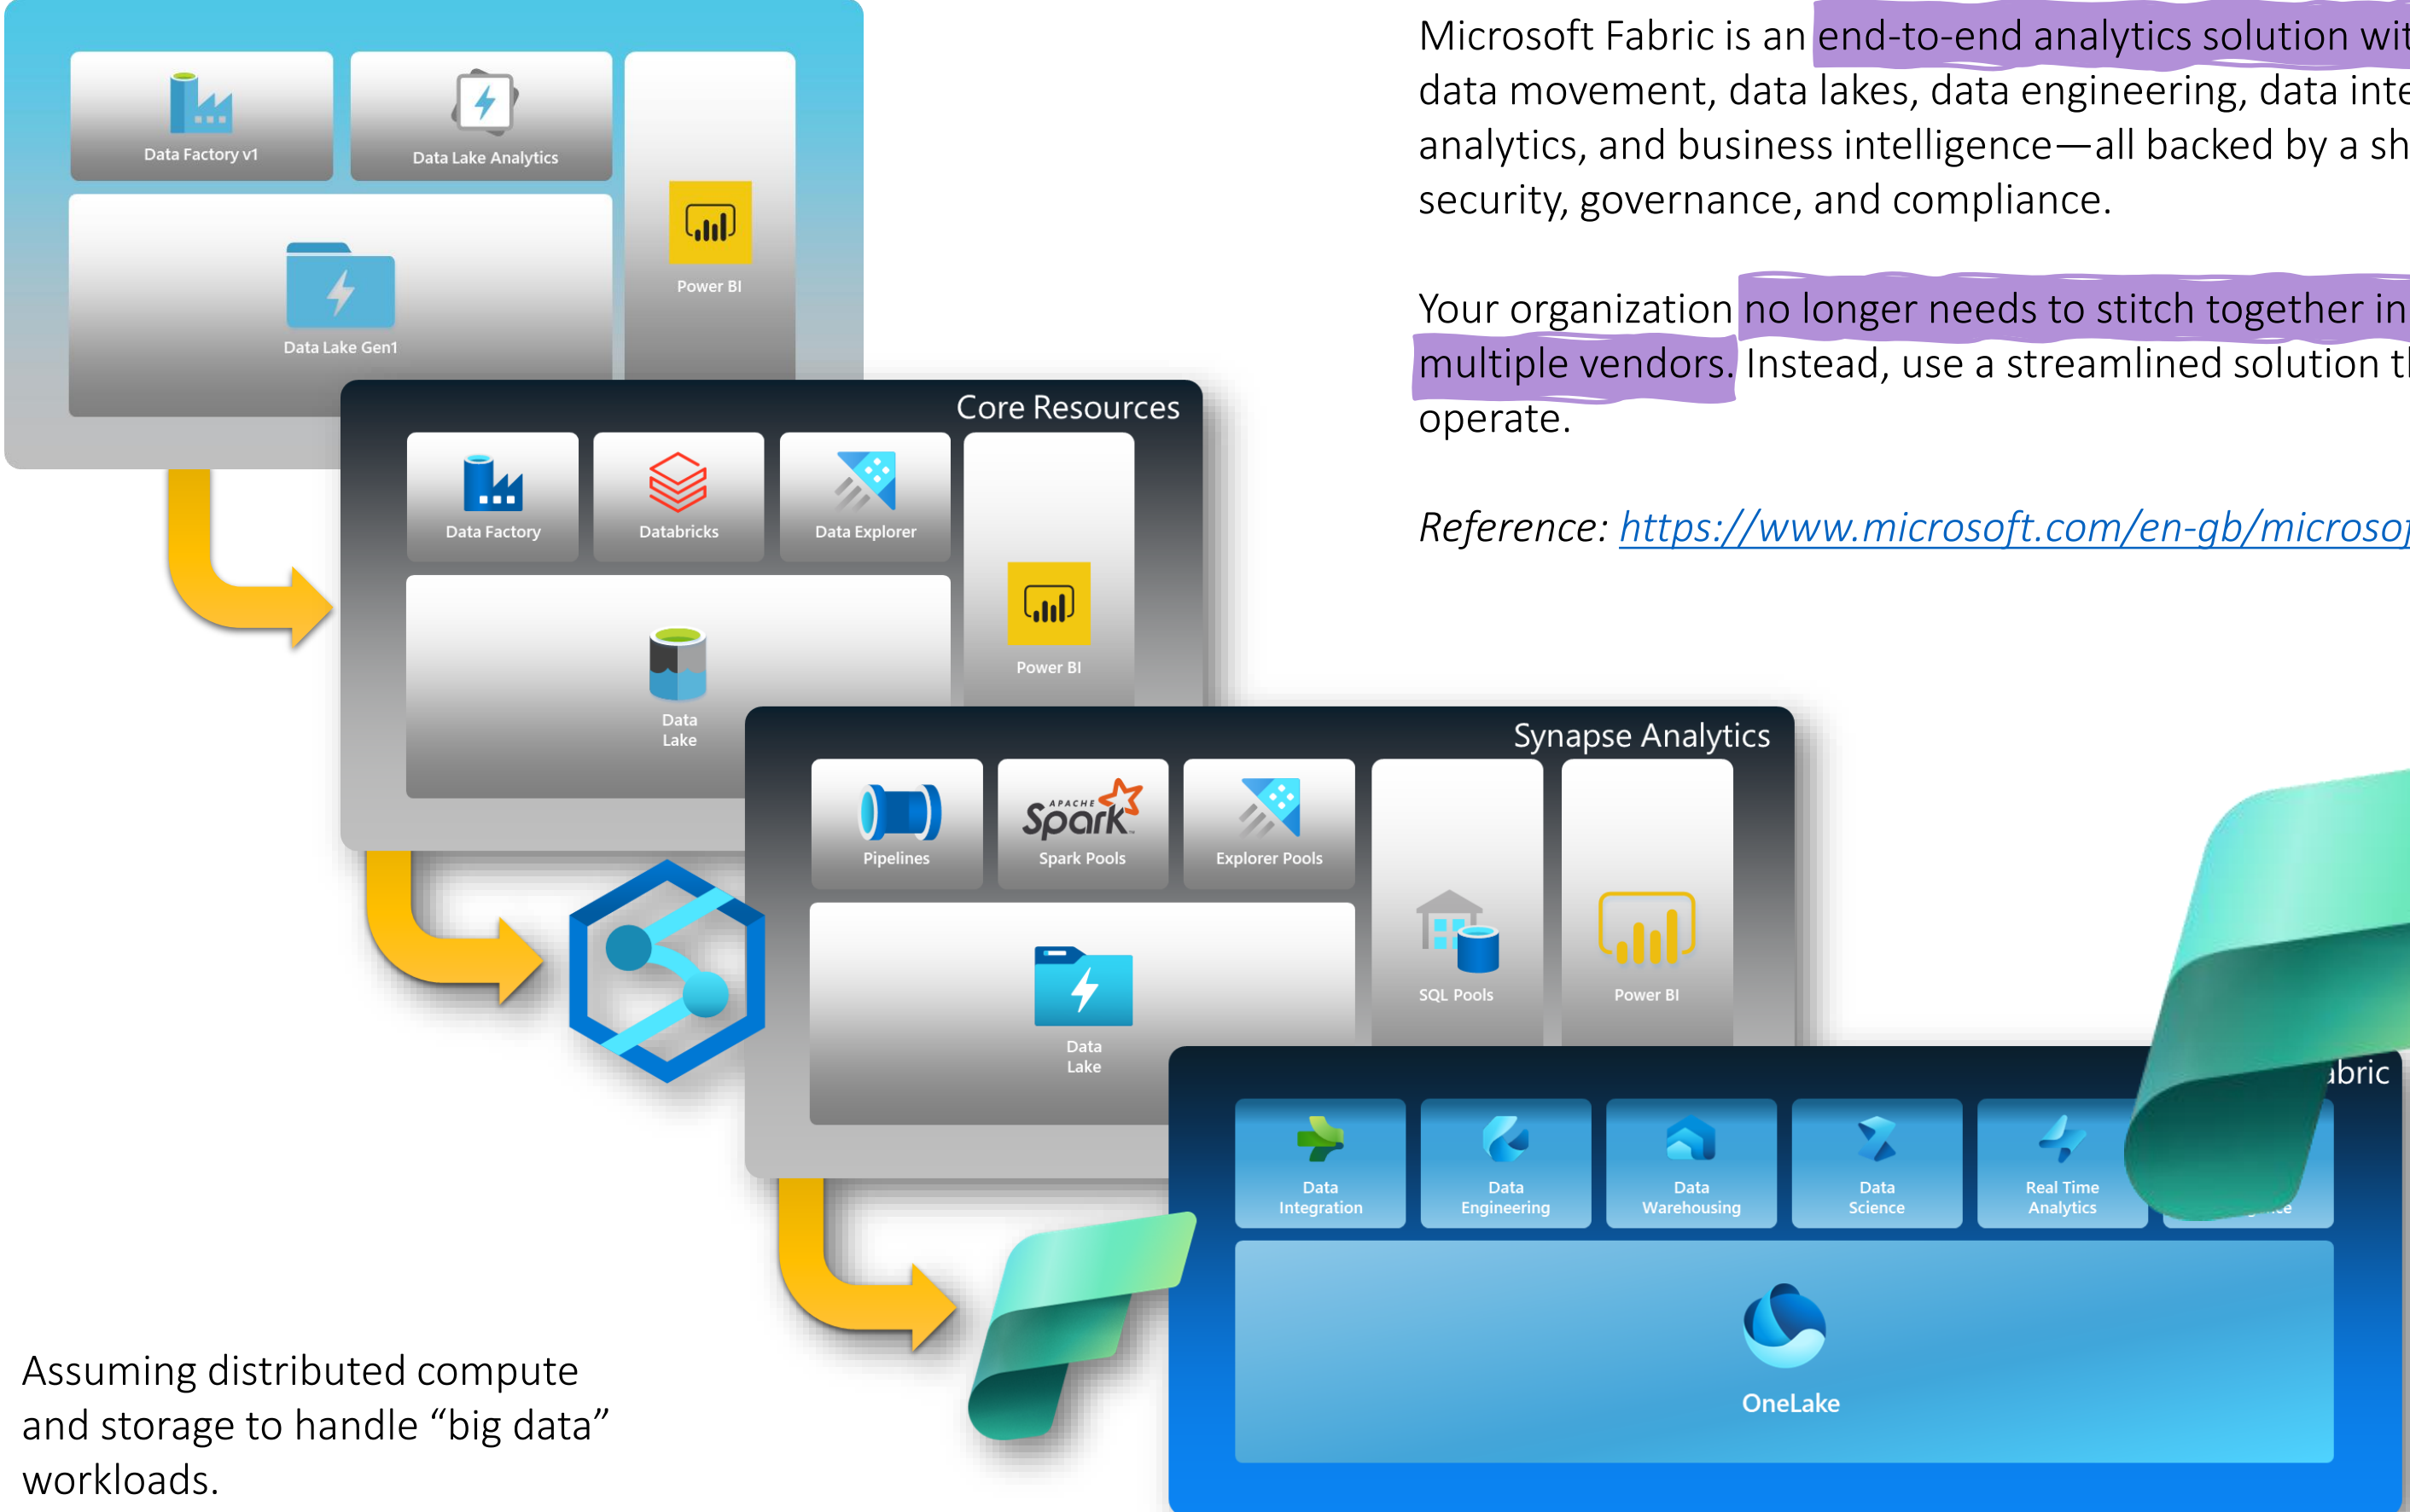 Data Factory v1
Data Lake Analytics
Power BI
Data Lake Gen1
Microsoft Fabric is an end-to-end analytics solution
data movement, data lakes, data engineering, data
analytics, and business intelligence—all backed by a
security, governance, and compliance.
Your organization no longer needs to stitch together
multiple vendors. Instead, use a streamlined solution
operate.
Reference: https://www.microsoft.com/en-gb/microsof
Core Resources
Data Factory
Databricks
Data Explorer
Power BI
Data
Lake
Synapse Analytics
Pipelines
APACHE
Spark™
Spark Pools
Explorer Pools
SQL Pools
Power BI
Data
Lake
abric
Data
Integration
Data
Engineering
Data
Warehousing
Data
Science
Real Time
Analytics
OneLake
Assuming distributed compute
and storage to handle “big data”
workloads.